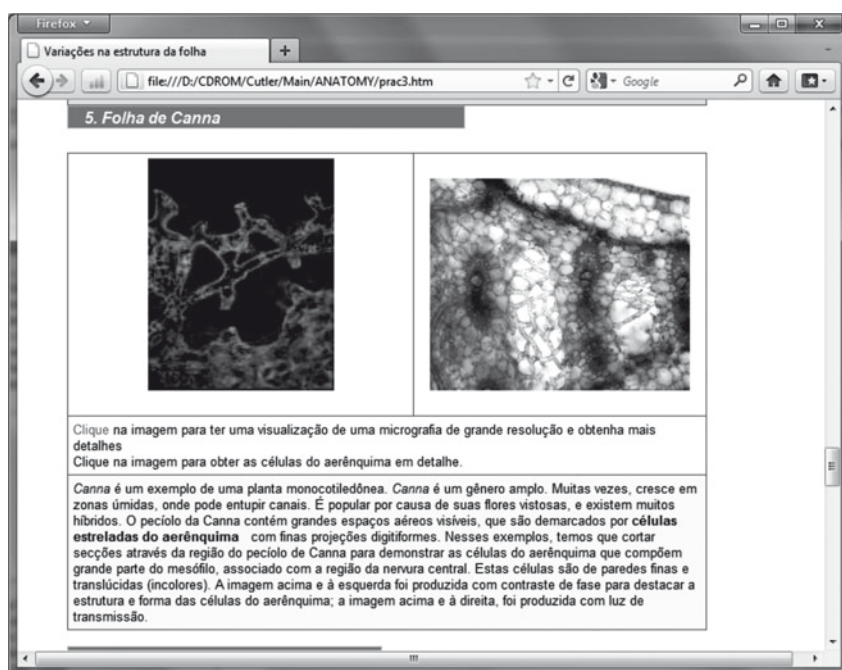 Firefox
Variações na estrutura da folha
file:///D:/CDROM/Cutler/Main/ANATOMY/prac3.htm
Google
5. Folha de Canna
Clique na imagem para ter uma visualização de uma micrografia de grande resolução e obtenha mais
detalhes
Clique na imagem para obter as células do aerênquima em detalhe.
Canna é um exemplo de uma planta monocotiledônea. Canna é um gênero amplo. Muitas vezes, cresce em
zonas úmidas, onde pode entupir canais. É popular por causa de suas flores vistosas, e existem muitos
híbridos. O pecíolo da Canna contém grandes espaços aéreos visíveis, que são demarcados por células
estreladas do aerênquima com finas projeções digitiformes. Nesses exemplos, temos que cortar
secções através da região do pecíolo de Canna para demonstrar as células do aerênquima que compõem
grande parte do mesófilo, associado com a região da nervura central. Estas células são de paredes finas e
translúcidas (incolores). A imagem acima e à esquerda foi produzida com contraste de fase para destacar a
estrutura e forma das células do aerênquima; a imagem acima e à direita, foi produzida com luz de
transmissão.